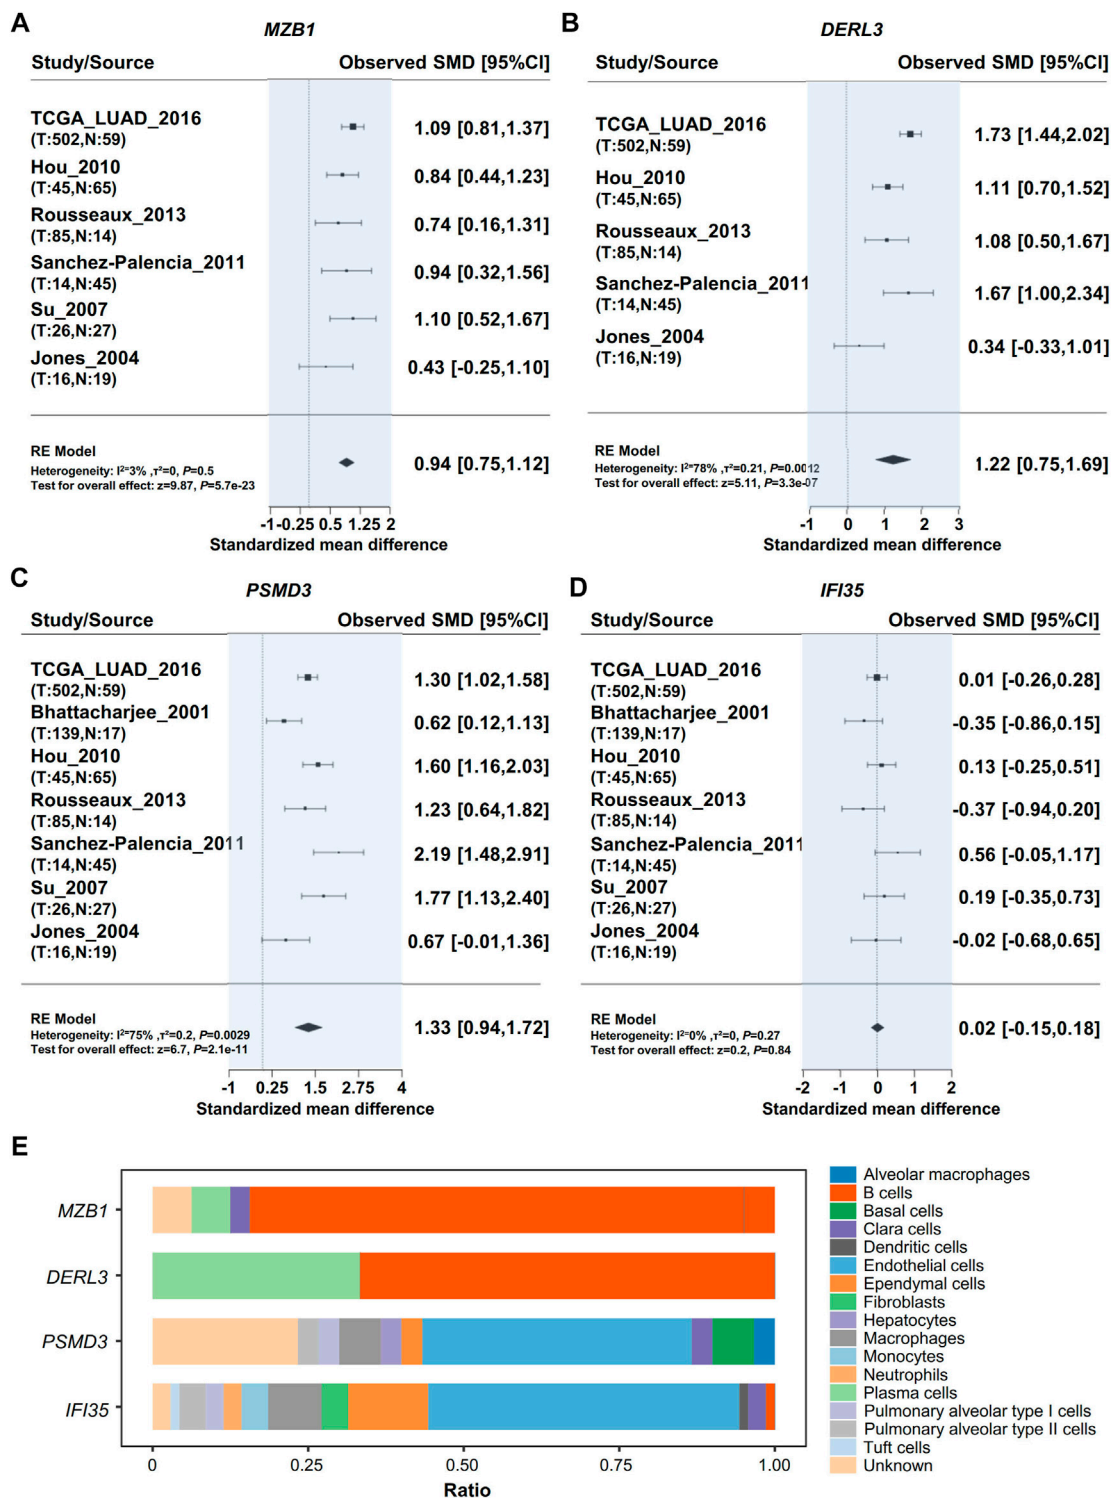 A
MZB1
Study/Source Observed SMD [95%CI]
TCGA_LUAD_2016
(T:502,N:59)
1.09 [0.81,1.37]
Hou_2010
(T:45,N:65)
0.84 [0.44,1.23]
Rousseaux_2013
(T:85,N:14)
0.74 [0.16,1.31]
Sanchez-Palencia_2011
(T:14,N:45)
0.94 [0.32,1.56]
Su_2007
(T:26,N:27)
1.10 [0.52,1.67]
Jones_2004
(T:16,N:19)
0.43 [-0.25,1.10]
RE Model
Heterogeneity: I²=3% ,τ²=0, P=0.5
Test for overall effect: z=9.87, P=5.7e-23
0.94 [0.75,1.12]
-1 -0.25 0.5 1.25 2
Standardized mean difference
B
DERL3
Study/Source Observed SMD [95%CI]
TCGA_LUAD_2016
(T:502,N:59)
1.73 [1.44,2.02]
Hou_2010
(T:45,N:65)
1.11 [0.70,1.52]
Rousseaux_2013
(T:85,N:14)
1.08 [0.50,1.67]
Sanchez-Palencia_2011
(T:14,N:45)
1.67 [1.00,2.34]
Jones_2004
(T:16,N:19)
0.34 [-0.33,1.01]
RE Model
Heterogeneity: I²=78% ,τ²=0.21, P=0.0012
Test for overall effect: z=5.11, P=3.3e-07
1.22 [0.75,1.69]
-1 0 1 2 3
Standardized mean difference
C
PSMD3
Study/Source Observed SMD [95%CI]
TCGA_LUAD_2016
(T:502,N:59)
1.30 [1.02,1.58]
Bhattacharjee_2001
(T:139,N:17)
0.62 [0.12,1.13]
Hou_2010
(T:45,N:65)
1.60 [1.16,2.03]
Rousseaux_2013
(T:85,N:14)
1.23 [0.64,1.82]
Sanchez-Palencia_2011
(T:14,N:45)
2.19 [1.48,2.91]
Su_2007
(T:26,N:27)
1.77 [1.13,2.40]
Jones_2004
(T:16,N:19)
0.67 [-0.01,1.36]
RE Model
Heterogeneity: I²=75% ,τ²=0.2, P=0.0029
Test for overall effect: z=6.7, P=2.1e-11
1.33 [0.94,1.72]
-1 0.25 1.5 2.75 4
Standardized mean difference
D
IFI35
Study/Source Observed SMD [95%CI]
TCGA_LUAD_2016
(T:502,N:59)
0.01 [-0.26,0.28]
Bhattacharjee_2001
(T:139,N:17)
-0.35 [-0.86,0.15]
Hou_2010
(T:45,N:65)
0.13 [-0.25,0.51]
Rousseaux_2013
(T:85,N:14)
-0.37 [-0.94,0.20]
Sanchez-Palencia_2011
(T:14,N:45)
0.56 [-0.05,1.17]
Su_2007
(T:26,N:27)
0.19 [-0.35,0.73]
Jones_2004
(T:16,N:19)
-0.02 [-0.68,0.65]
RE Model
Heterogeneity: I²=0% ,τ²=0, P=0.27
Test for overall effect: z=0.2, P=0.84
0.02 [-0.15,0.18]
-2 -1 0 1 2
Standardized mean difference
E
MZB1
DERL3
PSMD3
IFI35
0 0.25 0.50 0.75 1.00
Ratio
Alveolar macrophages
B cells
Basal cells
Clara cells
Dendritic cells
Endothelial cells
Ependymal cells
Fibroblasts
Hepatocytes
Macrophages
Monocytes
Neutrophils
Plasma cells
Pulmonary alveolar type I cells
Pulmonary alveolar type II cells
Tuft cells
Unknown